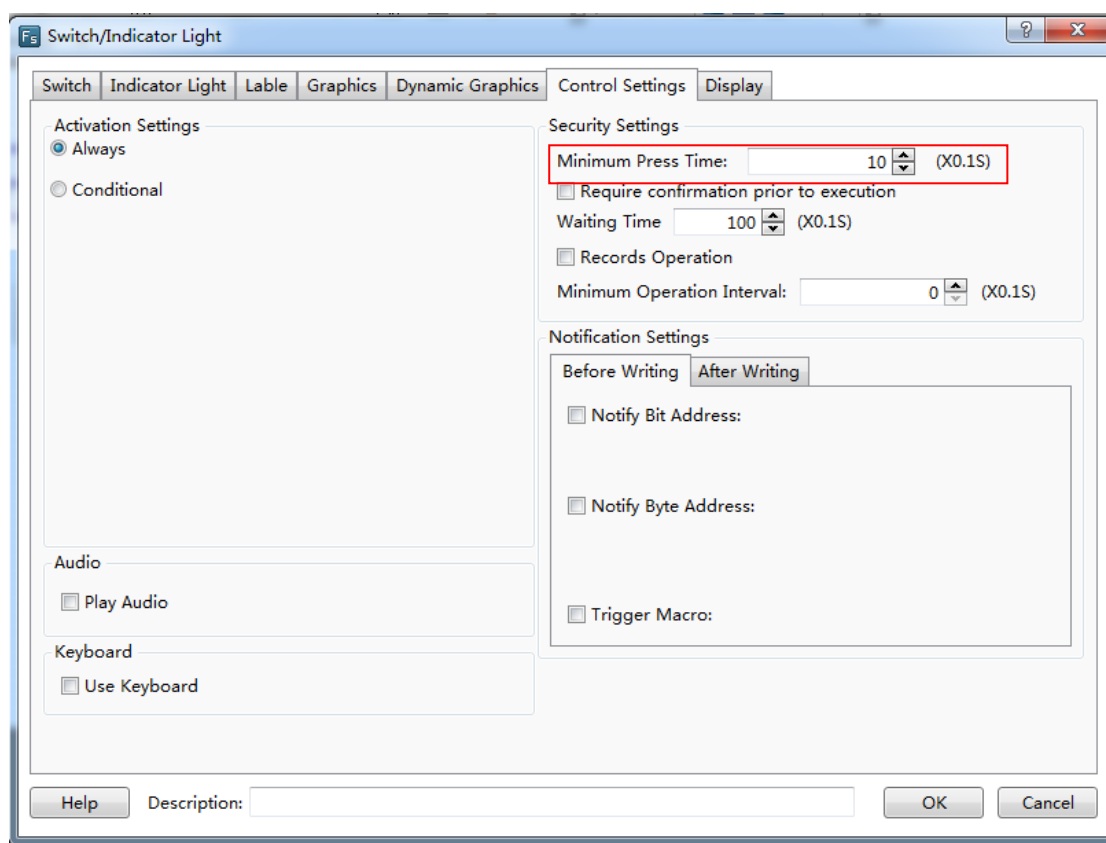 Fs Switch/Indicator Light
Switch Indicator Light Lable Graphics Dynamic Graphics Control Settings Display
Activation Settings
Always
Conditional
Audio
Play Audio
Keyboard
Use Keyboard
Security Settings
Minimum Press Time: 10 (X0.1S)
Require confirmation prior to execution
Waiting Time 100 (X0.1S)
Records Operation
Minimum Operation Interval: 0 (X0.1S)
Notification Settings
Before Writing After Writing
Notify Bit Address:
Notify Byte Address:
Trigger Macro:
Help Description: OK Cancel